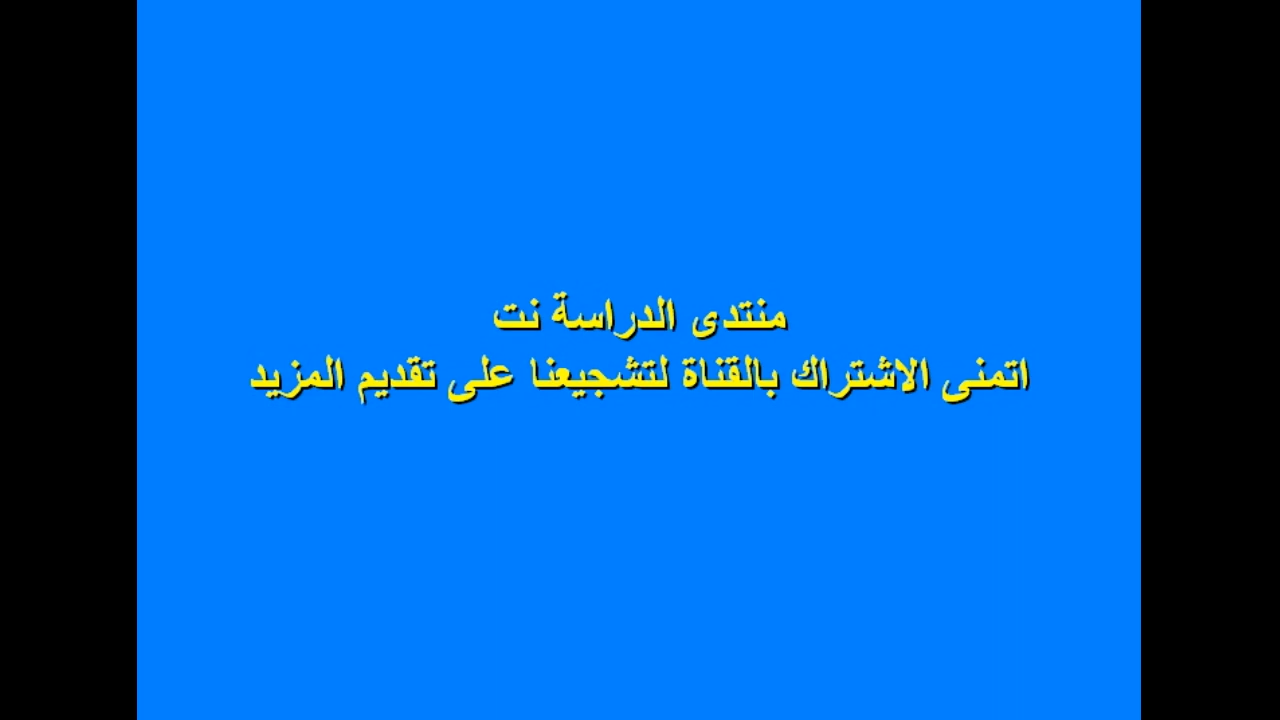 منتدى الدراسة نت
اتمنى الاشتراك بالقناة لتشجيعنا على تقديم المزيد